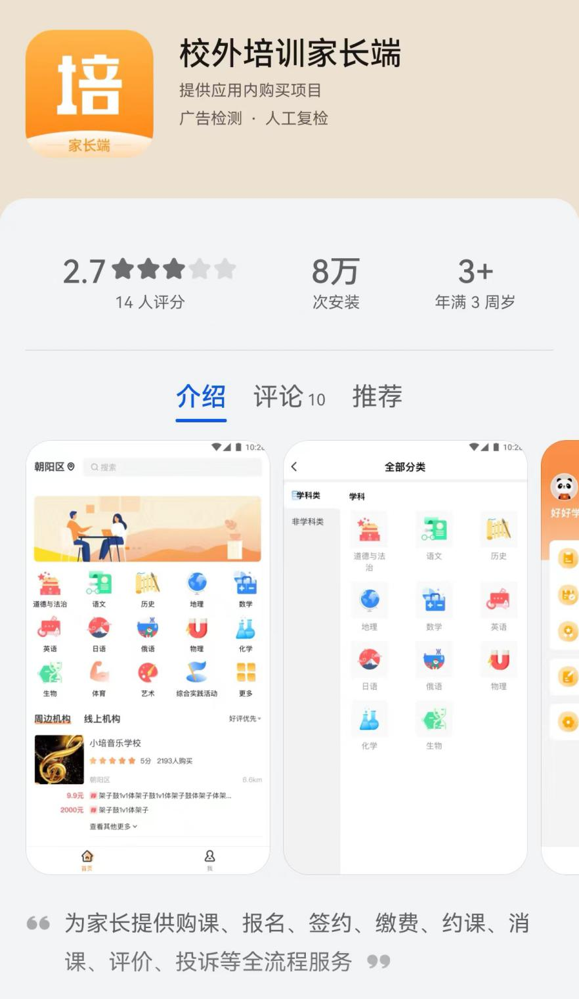 培
家长端
校外培训家长端
提供应用内购买项目
广告检测 · 人工复检
2.7
14 人评分
8万
次安装
3+
年满 3 周岁
介绍
评论 10
推荐
朝阳区
搜索
道德与法治
语文
历史
地理
数学
英语
日语
俄语
物理
化学
生物
体育
艺术
综合实践活动
更多
周边机构
线上机构
好评优先
小培音乐学校
5分 2193人购买
朝阳区
6.6km
9.9元
荐 架子鼓1v1体架子鼓1v1体架子鼓体架子体架...
2000元
荐 架子鼓1v1体架子
查看其他更多
首页
我
全部分类
学科类
非学科类
学科
道德与法
治
语文
历史
地理
数学
英语
日语
俄语
物理
化学
生物
好好学
“ 为家长提供购课、报名、签约、缴费、约课、消
课、评价、投诉等全流程服务 ”